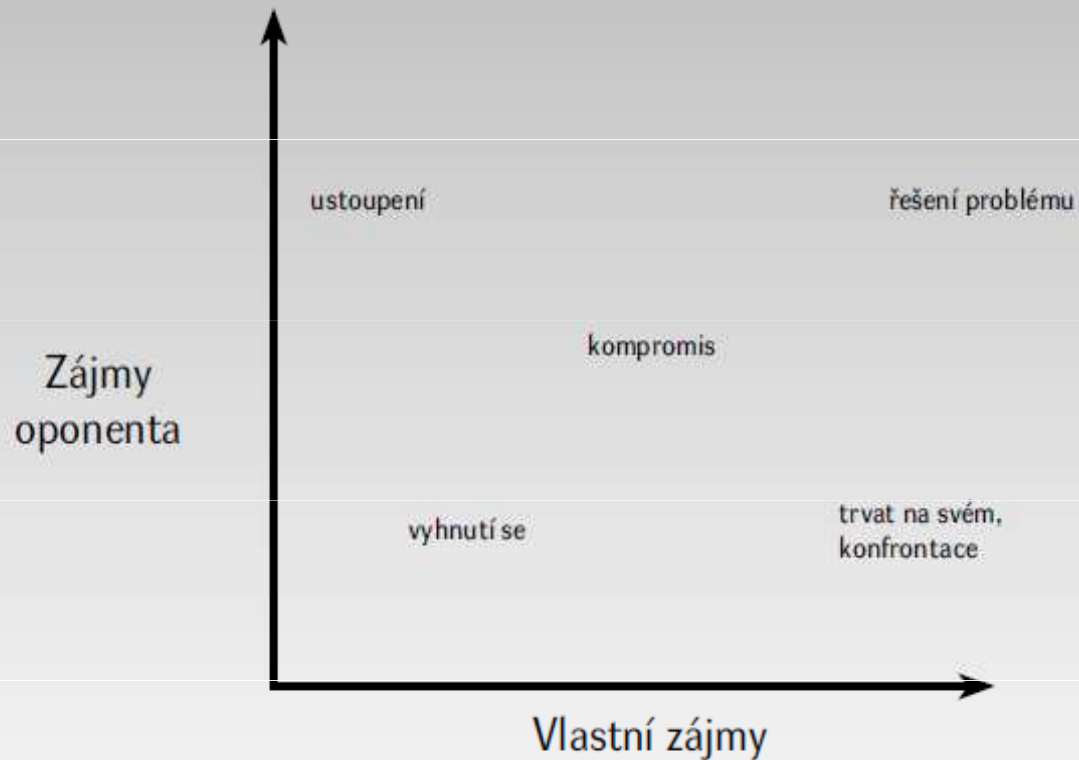 ustoupení
řešení problému
kompromis
Zájmy
oponenta
vyhnutí se
trvat na svém,
konfrontace
Vlastní zájmy